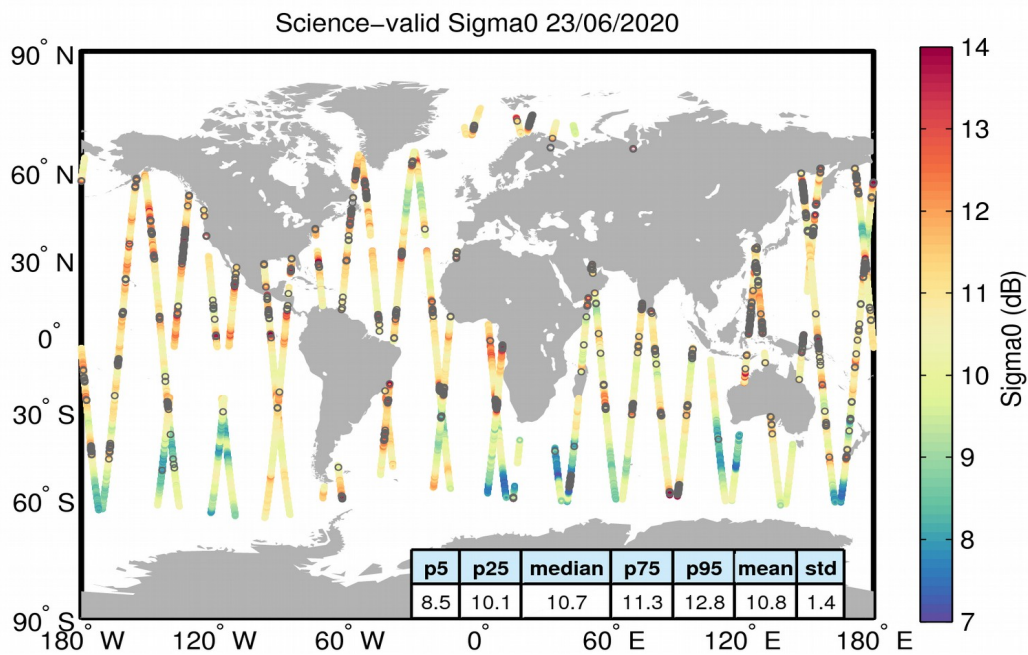 Science−valid Sigma0 23/06/2020
90° N
60° N
30° N
0°
30° S
60° S
90° S
180° W
120° W
60° W
0°
60° E
120° E
180° E
14
13
12
11
10
9
8
7
Sigma0 (dB)
p5 p25 median p75 p95 mean std
8.5 10.1 10.7 11.3 12.8 10.8 1.4